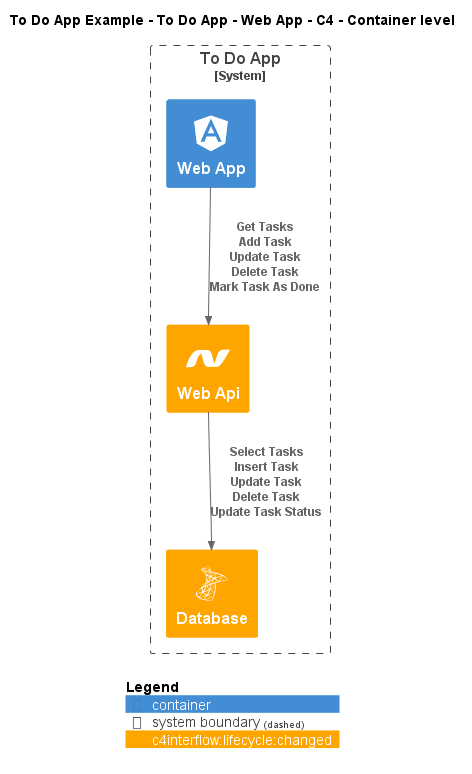 To Do App Example - To Do App - Web App - C4 - Container level
To Do App
[System]
Web App
Get Tasks
Add Task
Update Task
Delete Task
Mark Task As Done
Web Api
Select Tasks
Insert Task
Update Task
Delete Task
Update Task Status
Database
Legend
container
system boundary (dashed)
c4interflow:lifecycle:changed